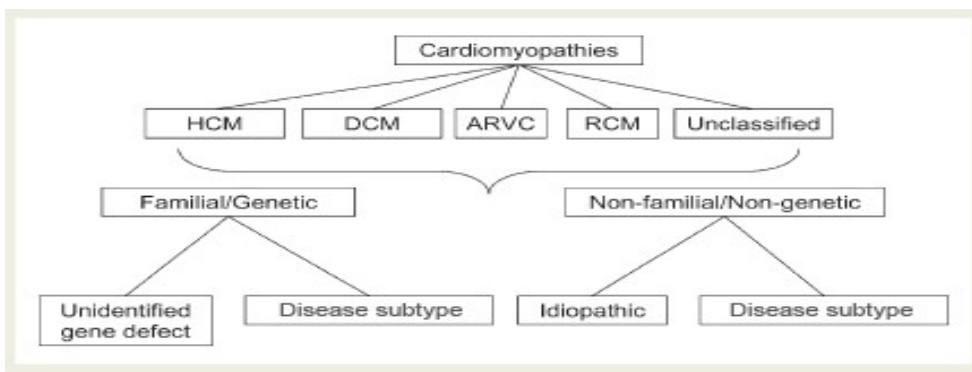 Cardiomyopathies
HCM
DCM
ARVC
RCM
Unclassified
Familial/Genetic
Non-familial/Non-genetic
Unidentified
gene defect
Disease subtype
Idiopathic
Disease subtype